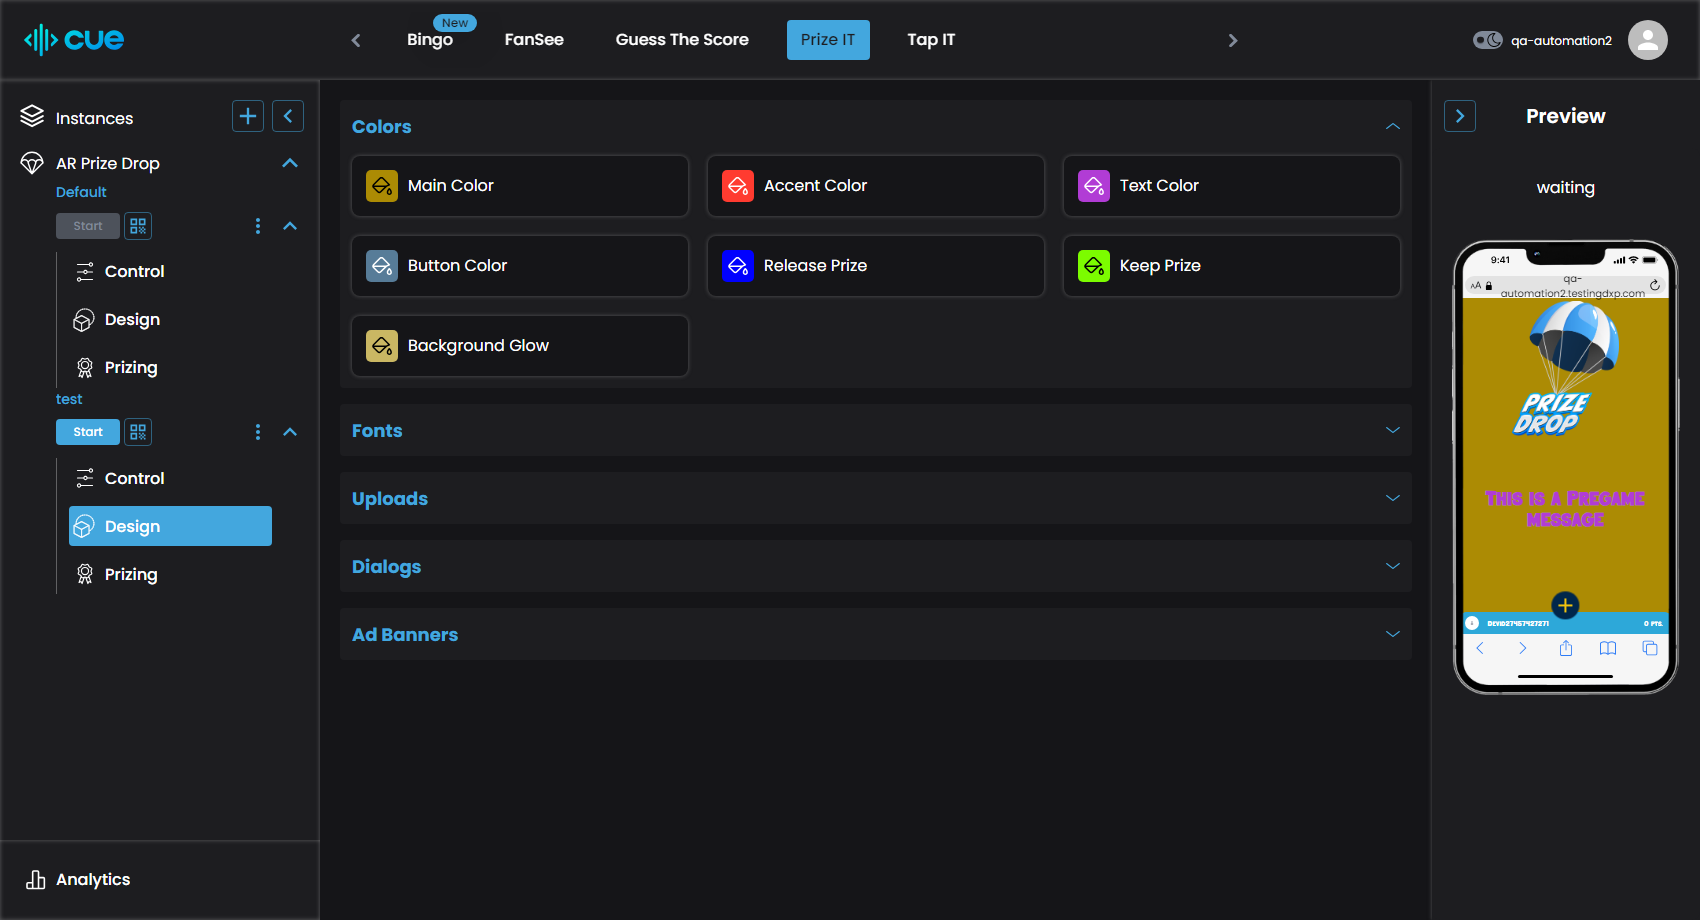 cue
New
Bingo
FanSee
Guess The Score
Prize IT
Tap IT
qa-automation2
Instances
AR Prize Drop
Default
Start
Control
Design
Prizing
test
Start
Control
Design
Prizing
Analytics
Colors
Main Color
Accent Color
Text Color
Button Color
Release Prize
Keep Prize
Background Glow
Fonts
Uploads
Dialogs
Ad Banners
Preview
waiting
9:41
AA
qa-
automation2.testingdxp.com
PRIZE
DROP
This is a Pregame
message
0 PTS.